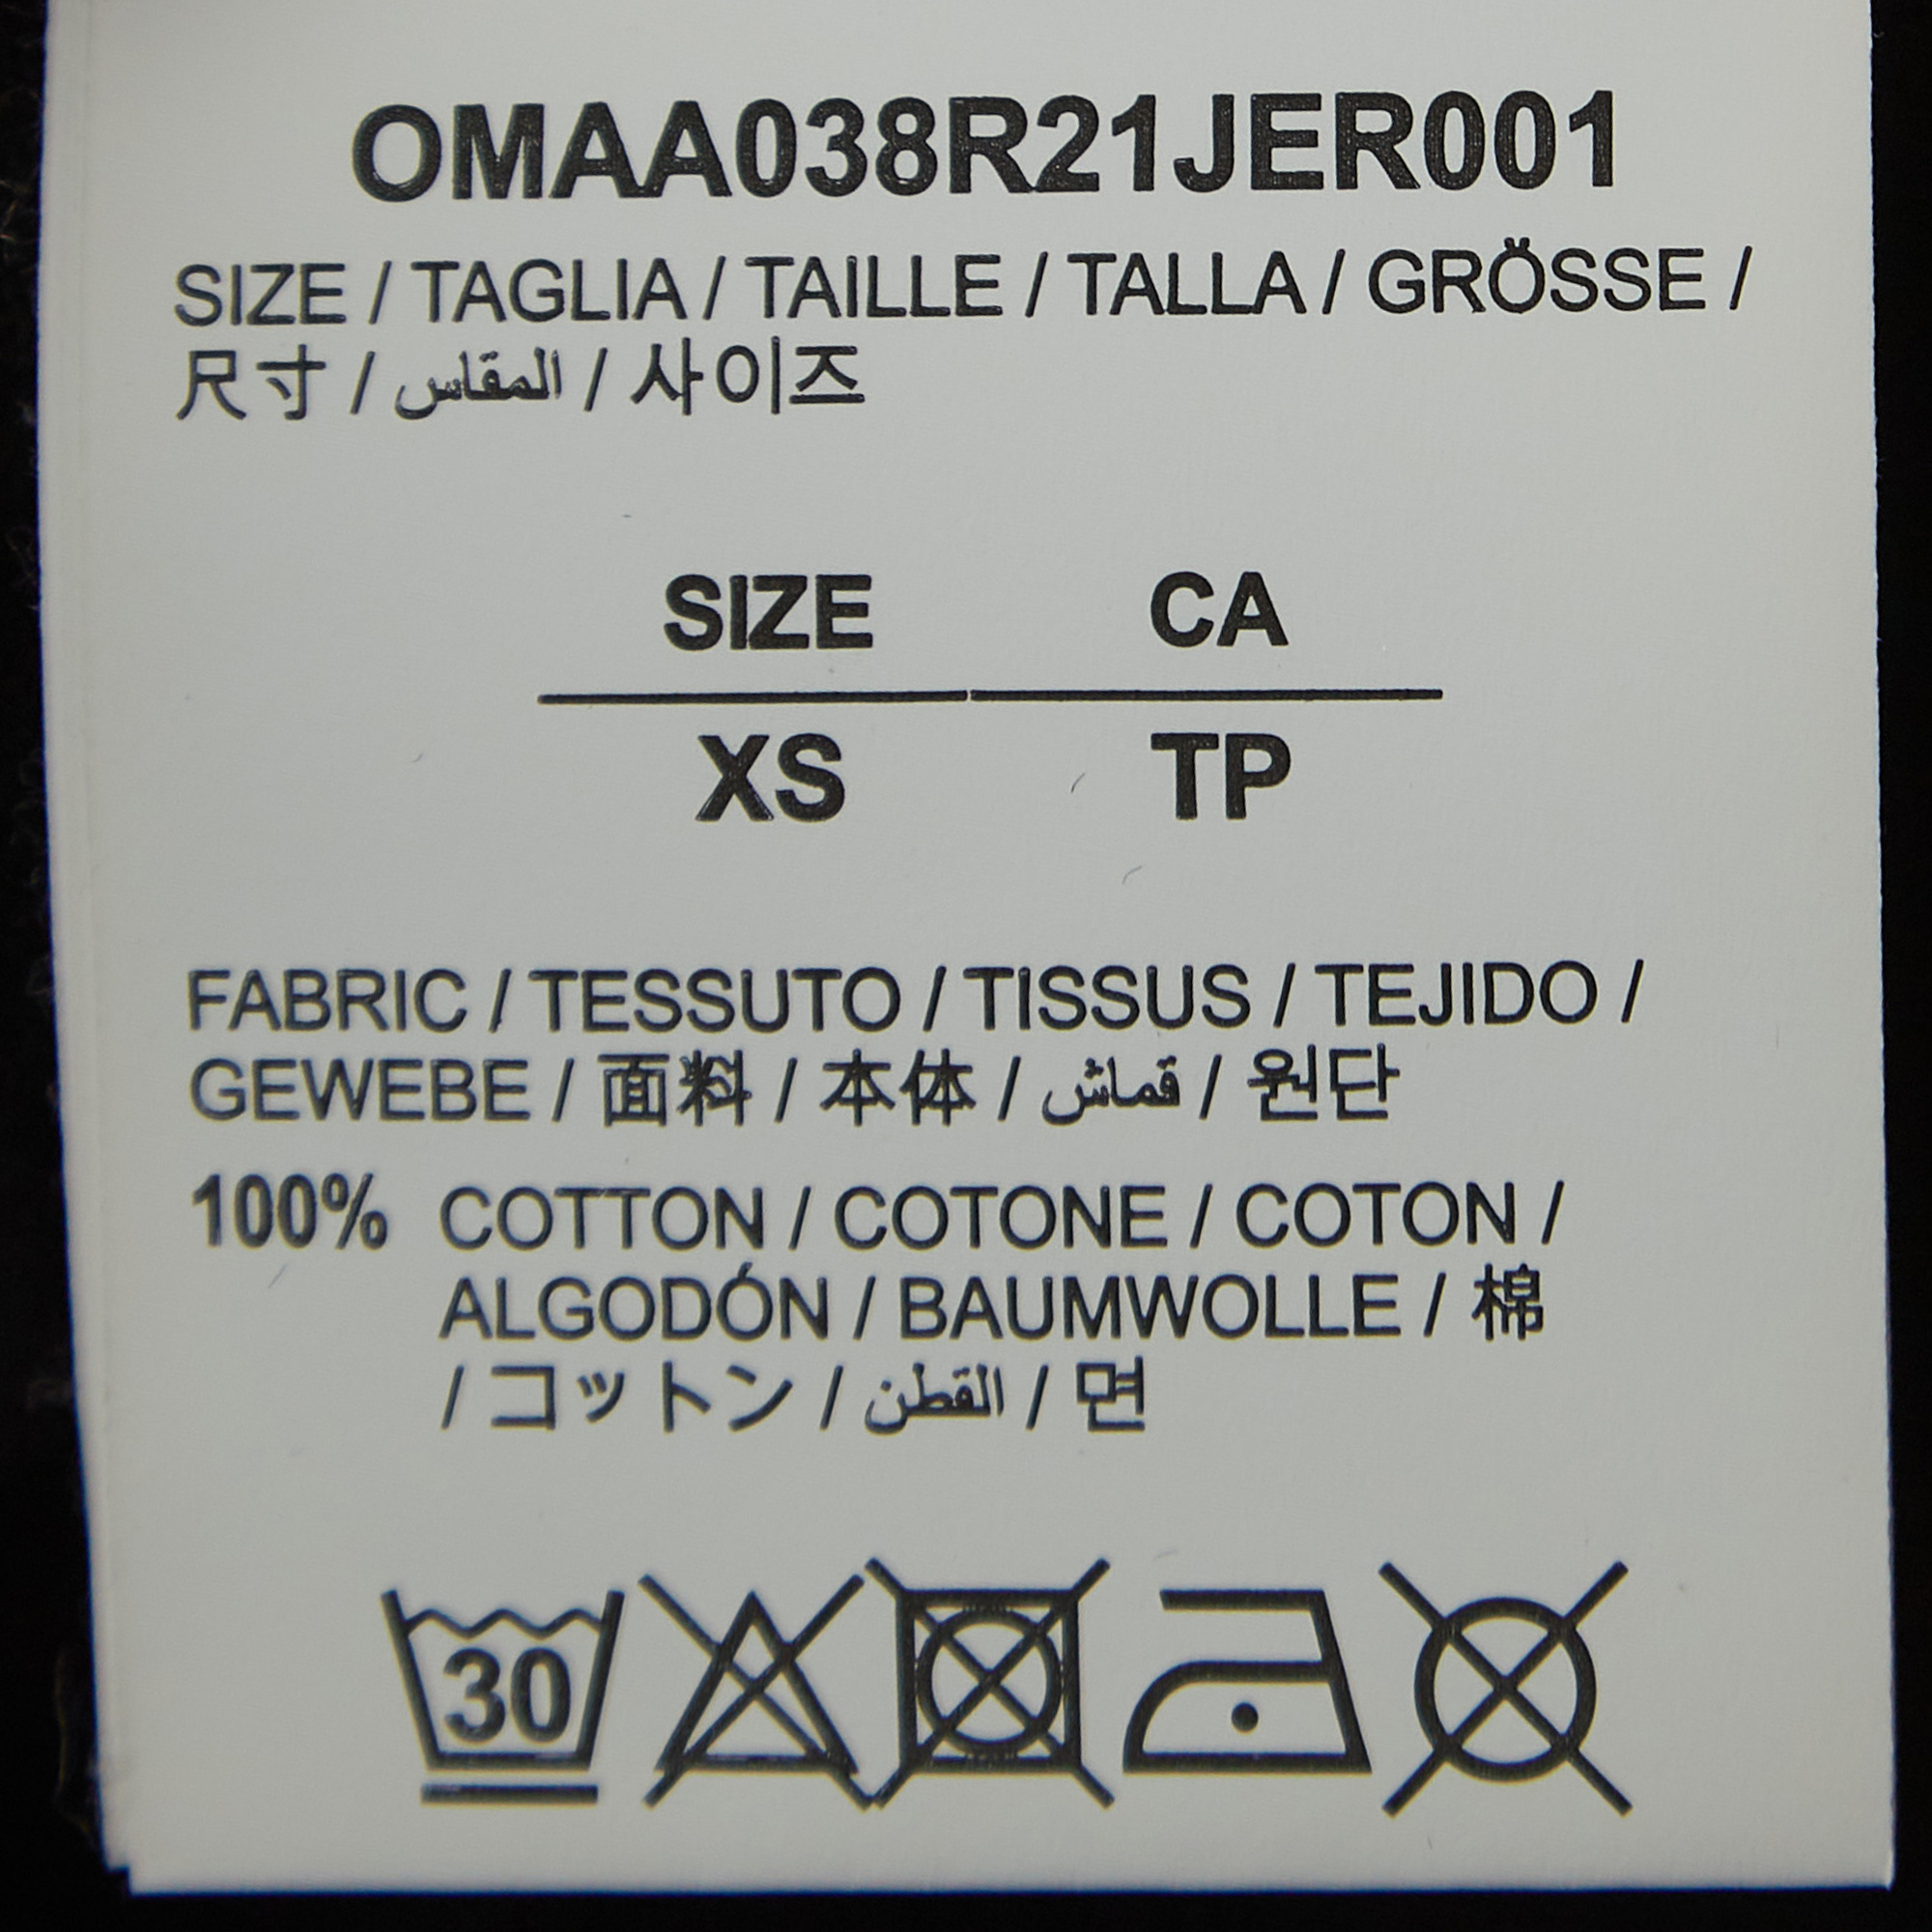 OMAA038R21JER001
SIZE / TAGLIA / TAILLE / TALLA / GRÖSSE /
尺寸 / المقاس / 사이즈
SIZE CA
XS TP
FABRIC / TESSUTO / TISSUS / TEJIDO /
GEWEBE / 面料 / 本体 / قماش / 원단
100% COTTON / COTONE / COTON /
ALGODÓN / BAUMWOLLE / 棉
/ コットン / القطن / 면
30